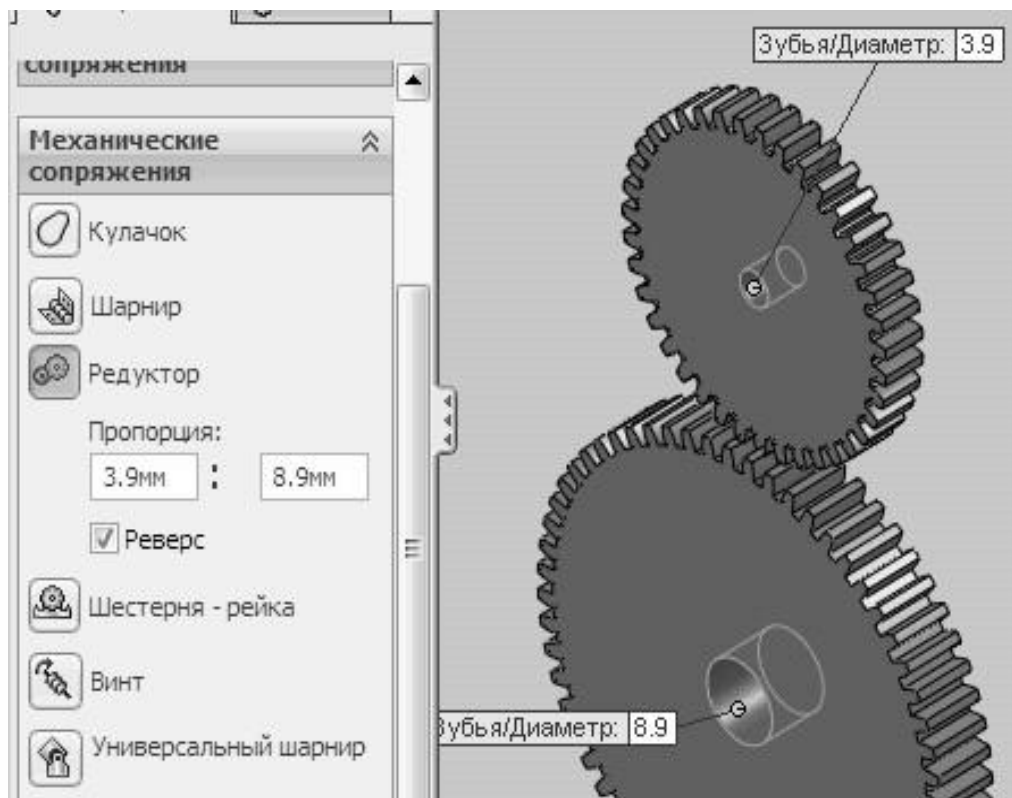 сопряжения
Механические
сопряжения
Кулачок
Шарнир
Редуктор
Пропорция:
3.9мм : 8.9мм
Реверс
Шестерня - рейка
Винт
Универсальный шарнир
Зубья/Диаметр: 3.9
Зубья/Диаметр: 8.9